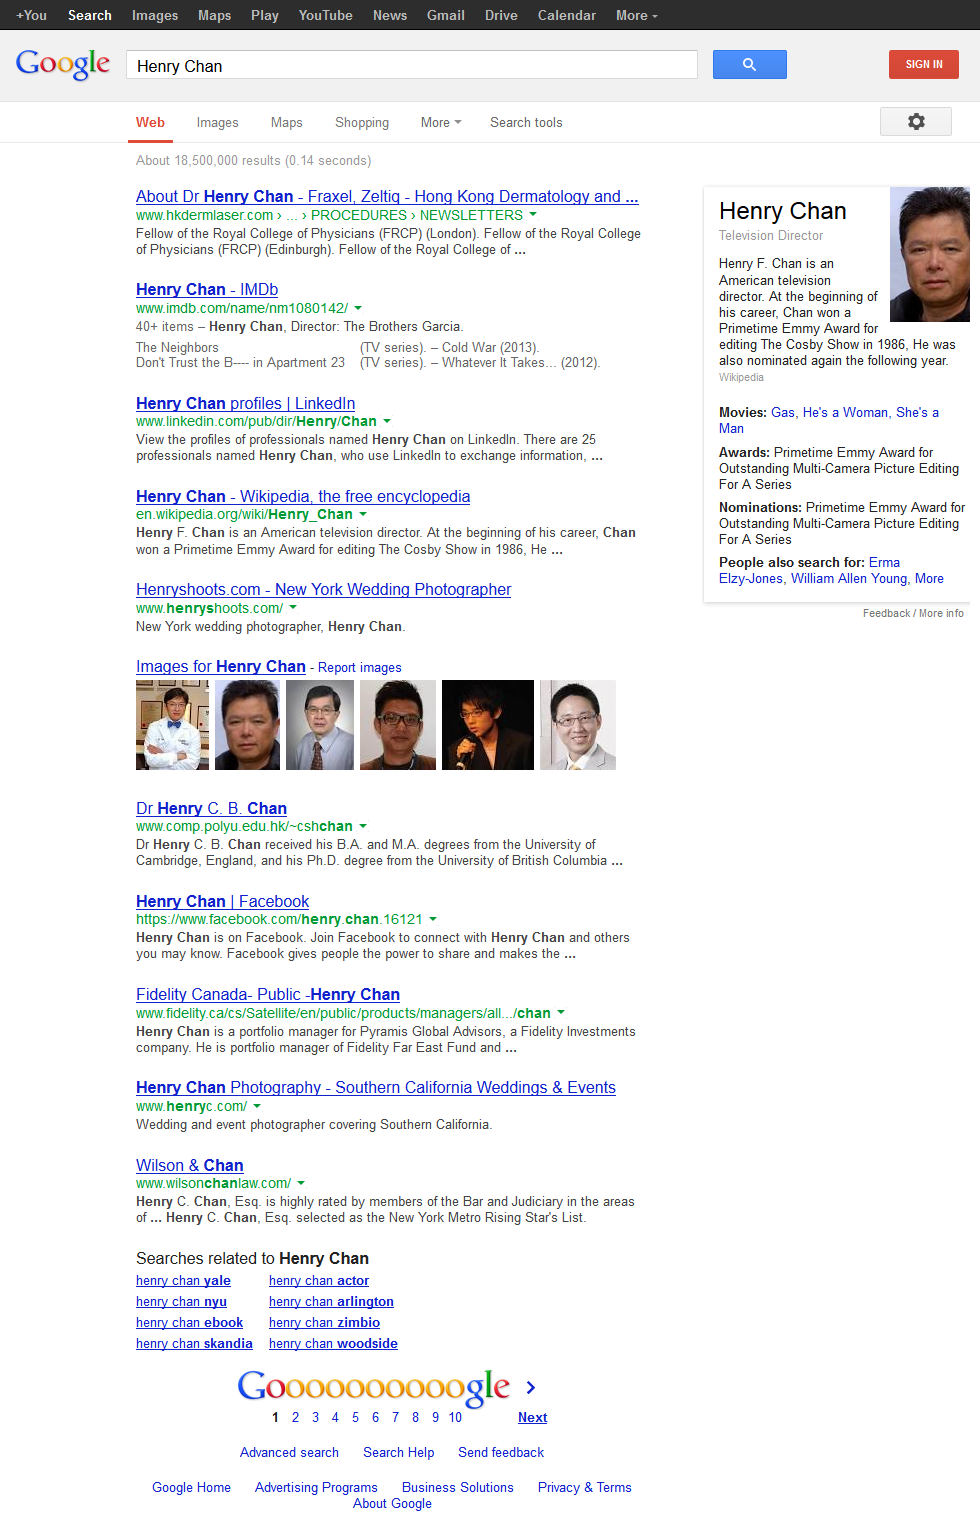 +You Search Images Maps Play YouTube News Gmail Drive Calendar More
Google
Henry Chan
SIGN IN
Web Images Maps Shopping More Search tools
About 18,500,000 results (0.14 seconds)
About Dr Henry Chan - Fraxel, Zeltiq - Hong Kong Dermatology and ...
www.hkdermlaser.com › ... › PROCEDURES › NEWSLETTERS
Fellow of the Royal College of Physicians (FRCP) (London). Fellow of the Royal College
of Physicians (FRCP) (Edinburgh). Fellow of the Royal College of ...
Henry Chan - IMDb
www.imdb.com/name/nm1080142/
40+ items – Henry Chan, Director: The Brothers Garcia.
The Neighbors (TV series). – Cold War (2013).
Don't Trust the B---- in Apartment 23 (TV series). – Whatever It Takes... (2012).
Henry Chan profiles | LinkedIn
www.linkedin.com/pub/dir/Henry/Chan
View the profiles of professionals named Henry Chan on LinkedIn. There are 25
professionals named Henry Chan, who use LinkedIn to exchange information, ...
Henry Chan - Wikipedia, the free encyclopedia
en.wikipedia.org/wiki/Henry_Chan
Henry F. Chan is an American television director. At the beginning of his career, Chan
won a Primetime Emmy Award for editing The Cosby Show in 1986, He ...
Henryshoots.com - New York Wedding Photographer
www.henryshoots.com/
New York wedding photographer, Henry Chan.
Images for Henry Chan - Report images
Dr Henry C. B. Chan
www.comp.polyu.edu.hk/~cshchan
Dr Henry C. B. Chan received his B.A. and M.A. degrees from the University of
Cambridge, England, and his Ph.D. degree from the University of British Columbia ...
Henry Chan | Facebook
https://www.facebook.com/henry.chan.16121
Henry Chan is on Facebook. Join Facebook to connect with Henry Chan and others
you may know. Facebook gives people the power to share and makes the ...
Fidelity Canada- Public -Henry Chan
www.fidelity.ca/cs/Satellite/en/public/products/managers/all.../chan
Henry Chan is a portfolio manager for Pyramis Global Advisors, a Fidelity Investments
company. He is portfolio manager of Fidelity Far East Fund and ...
Henry Chan Photography - Southern California Weddings & Events
www.henryc.com/
Wedding and event photographer covering Southern California.
Wilson & Chan
www.wilsonchanlaw.com/
Henry C. Chan, Esq. is highly rated by members of the Bar and Judiciary in the areas
of ... Henry C. Chan, Esq. selected as the New York Metro Rising Star's List.
Henry Chan
Television Director
Henry F. Chan is an
American television
director. At the beginning of
his career, Chan won a
Primetime Emmy Award for
editing The Cosby Show in 1986, He was
also nominated again the following year.
Wikipedia
Movies: Gas, He's a Woman, She's a
Man
Awards: Primetime Emmy Award for
Outstanding Multi-Camera Picture Editing
For A Series
Nominations: Primetime Emmy Award for
Outstanding Multi-Camera Picture Editing
For A Series
People also search for: Erma
Elzy-Jones, William Allen Young, More
Feedback / More info
Searches related to Henry Chan
henry chan yale henry chan actor
henry chan nyu henry chan arlington
henry chan ebook henry chan zimbio
henry chan skandia henry chan woodside
Goooooooooogle
1 2 3 4 5 6 7 8 9 10 Next
Advanced search Search Help Send feedback
Google Home Advertising Programs Business Solutions Privacy & Terms
About Google